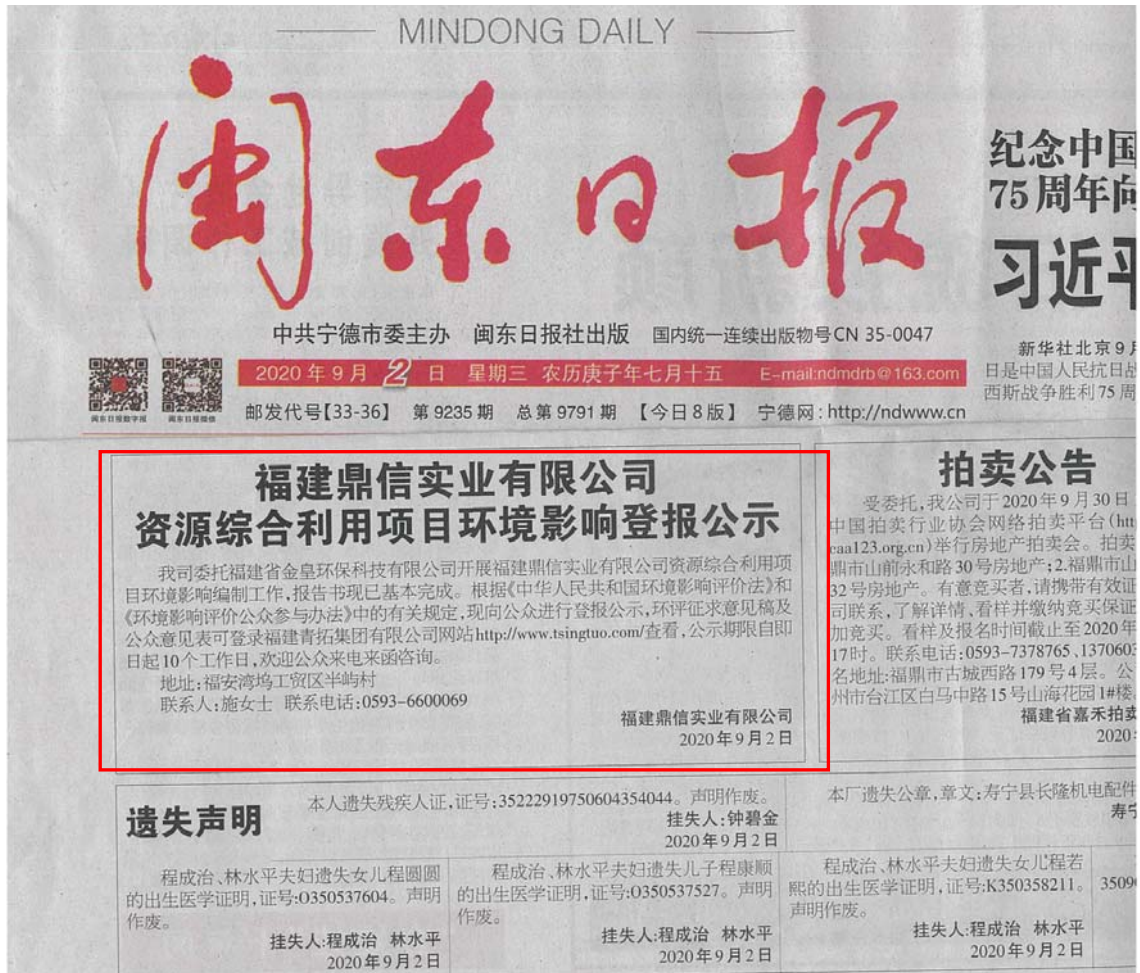 MINDONG DAILY
闽东日报
中共宁德市委主办 闽东日报社出版 国内统一连续出版物号CN 35-0047
2020年9月2日 星期三 农历庚子年七月十五 E-mail:ndmdrb@163.com
闽东日报数字报 闽东日报微信
邮发代号【33-36】 第9235期 总第9791期 【今日8版】 宁德网:http://ndwww.cn
纪念中国
75周年向
习近平
新华社北京9月
日是中国人民抗日战
西斯战争胜利75周
福建鼎信实业有限公司
资源综合利用项目环境影响登报公示
我司委托福建省金皇环保科技有限公司开展福建鼎信实业有限公司资源综合利用项
目环境影响编制工作,报告书现已基本完成。根据《中华人民共和国环境影响评价法》和
《环境影响评价公众参与办法》中的有关规定,现向公众进行登报公示,环评征求意见稿及
公众意见表可登录福建青拓集团有限公司网站http://www.tsingtuo.com/查看,公示期限自即
日起10个工作日,欢迎公众来电来函咨询。
地址:福安湾坞工贸区半屿村
联系人:施女士 联系电话:0593-6600069
福建鼎信实业有限公司
2020年9月2日
拍卖公告
受委托,我公司于2020年9月30日
中国拍卖行业协会网络拍卖平台(htt
caa123.org.cn)举行房地产拍卖会。拍卖
鼎市山前永和路30号房地产;2.福鼎市山
32号房地产。有意竞买者,请携带有效证
司联系,了解详情,看样并缴纳竞买保证
加竞买。看样及报名时间截止至2020年
17时。联系电话:0593-7378765、1370603
名地址:福鼎市古城西路179号4层。公
州市台江区白马中路15号山海花园1#楼
福建省嘉禾拍卖
2020
遗失声明
本人遗失残疾人证,证号:35222919750604354044。声明作废。
挂失人:钟碧金
2020年9月2日
本厂遗失公章,章文:寿宁县长隆机电配件
寿宁
程成治、林水平夫妇遗失女儿程圆圆
的出生医学证明,证号:O350537604。声明
作废。
挂失人:程成治 林水平
2020年9月2日
程成治、林水平夫妇遗失儿子程康顺
的出生医学证明,证号:O350537527。声明
作废。
挂失人:程成治 林水平
2020年9月2日
程成治、林水平夫妇遗失女儿程若
熙的出生医学证明,证号:K350358211。
声明作废。
挂失人:程成治 林水平
2020年9月2日
3509